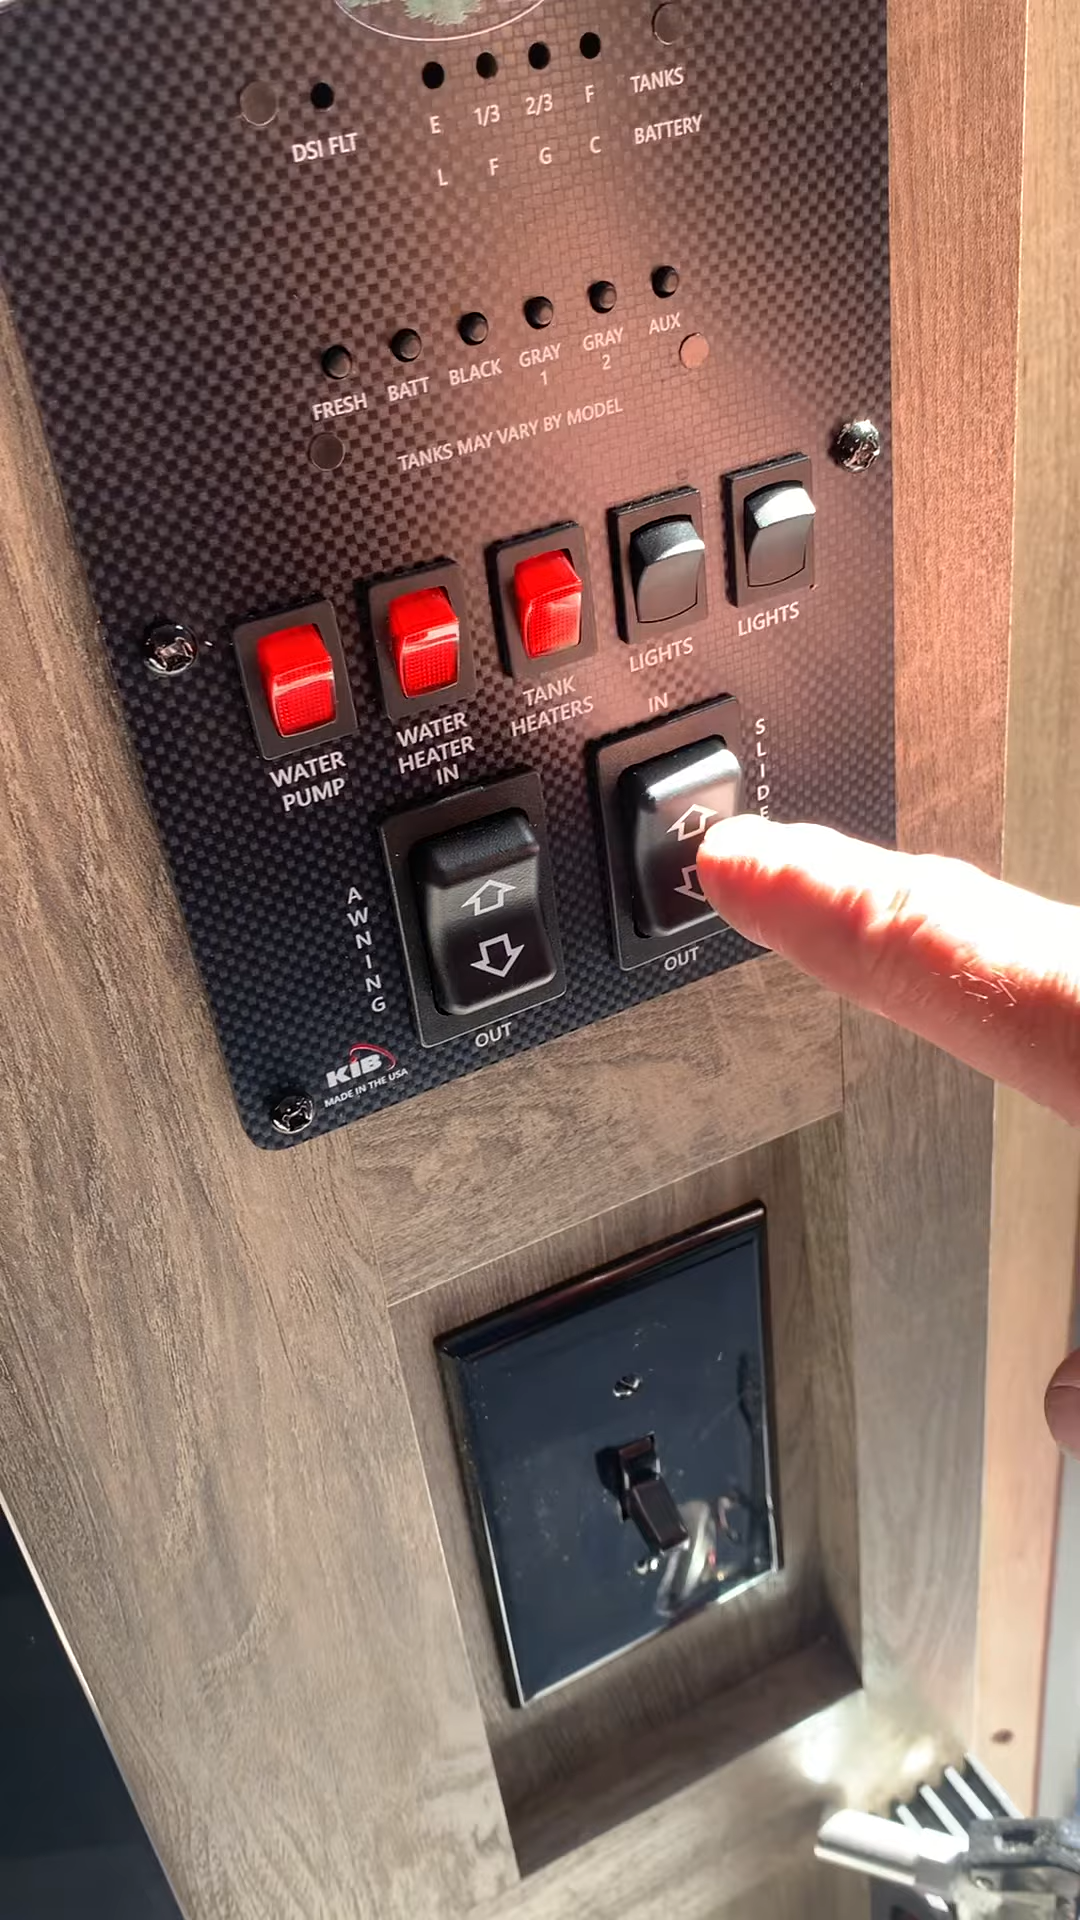 DSI FLT
E 1/3 2/3 F TANKS
L F G C BATTERY
FRESH BATT BLACK GRAY 1 GRAY 2 AUX
TANKS MAY VARY BY MODEL
WATER
PUMP
WATER
HEATER
TANK
HEATERS
LIGHTS
LIGHTS
IN
AWNING
OUT
IN
SLIDE
OUT
KIB
MADE IN THE USA